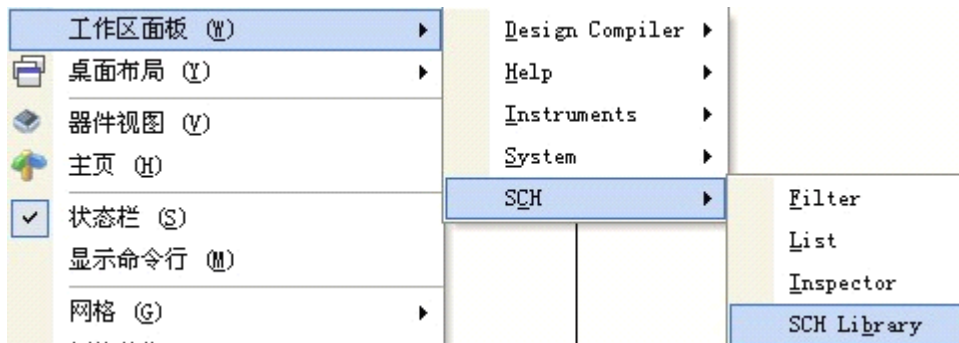 工作区面板 (W)
桌面布局 (Y)
器件视图 (V)
主页 (H)
状态栏 (S)
显示命令行 (M)
网格 (G)
Design Compiler
Help
Instruments
System
SCH
Filter
List
Inspector
SCH Library